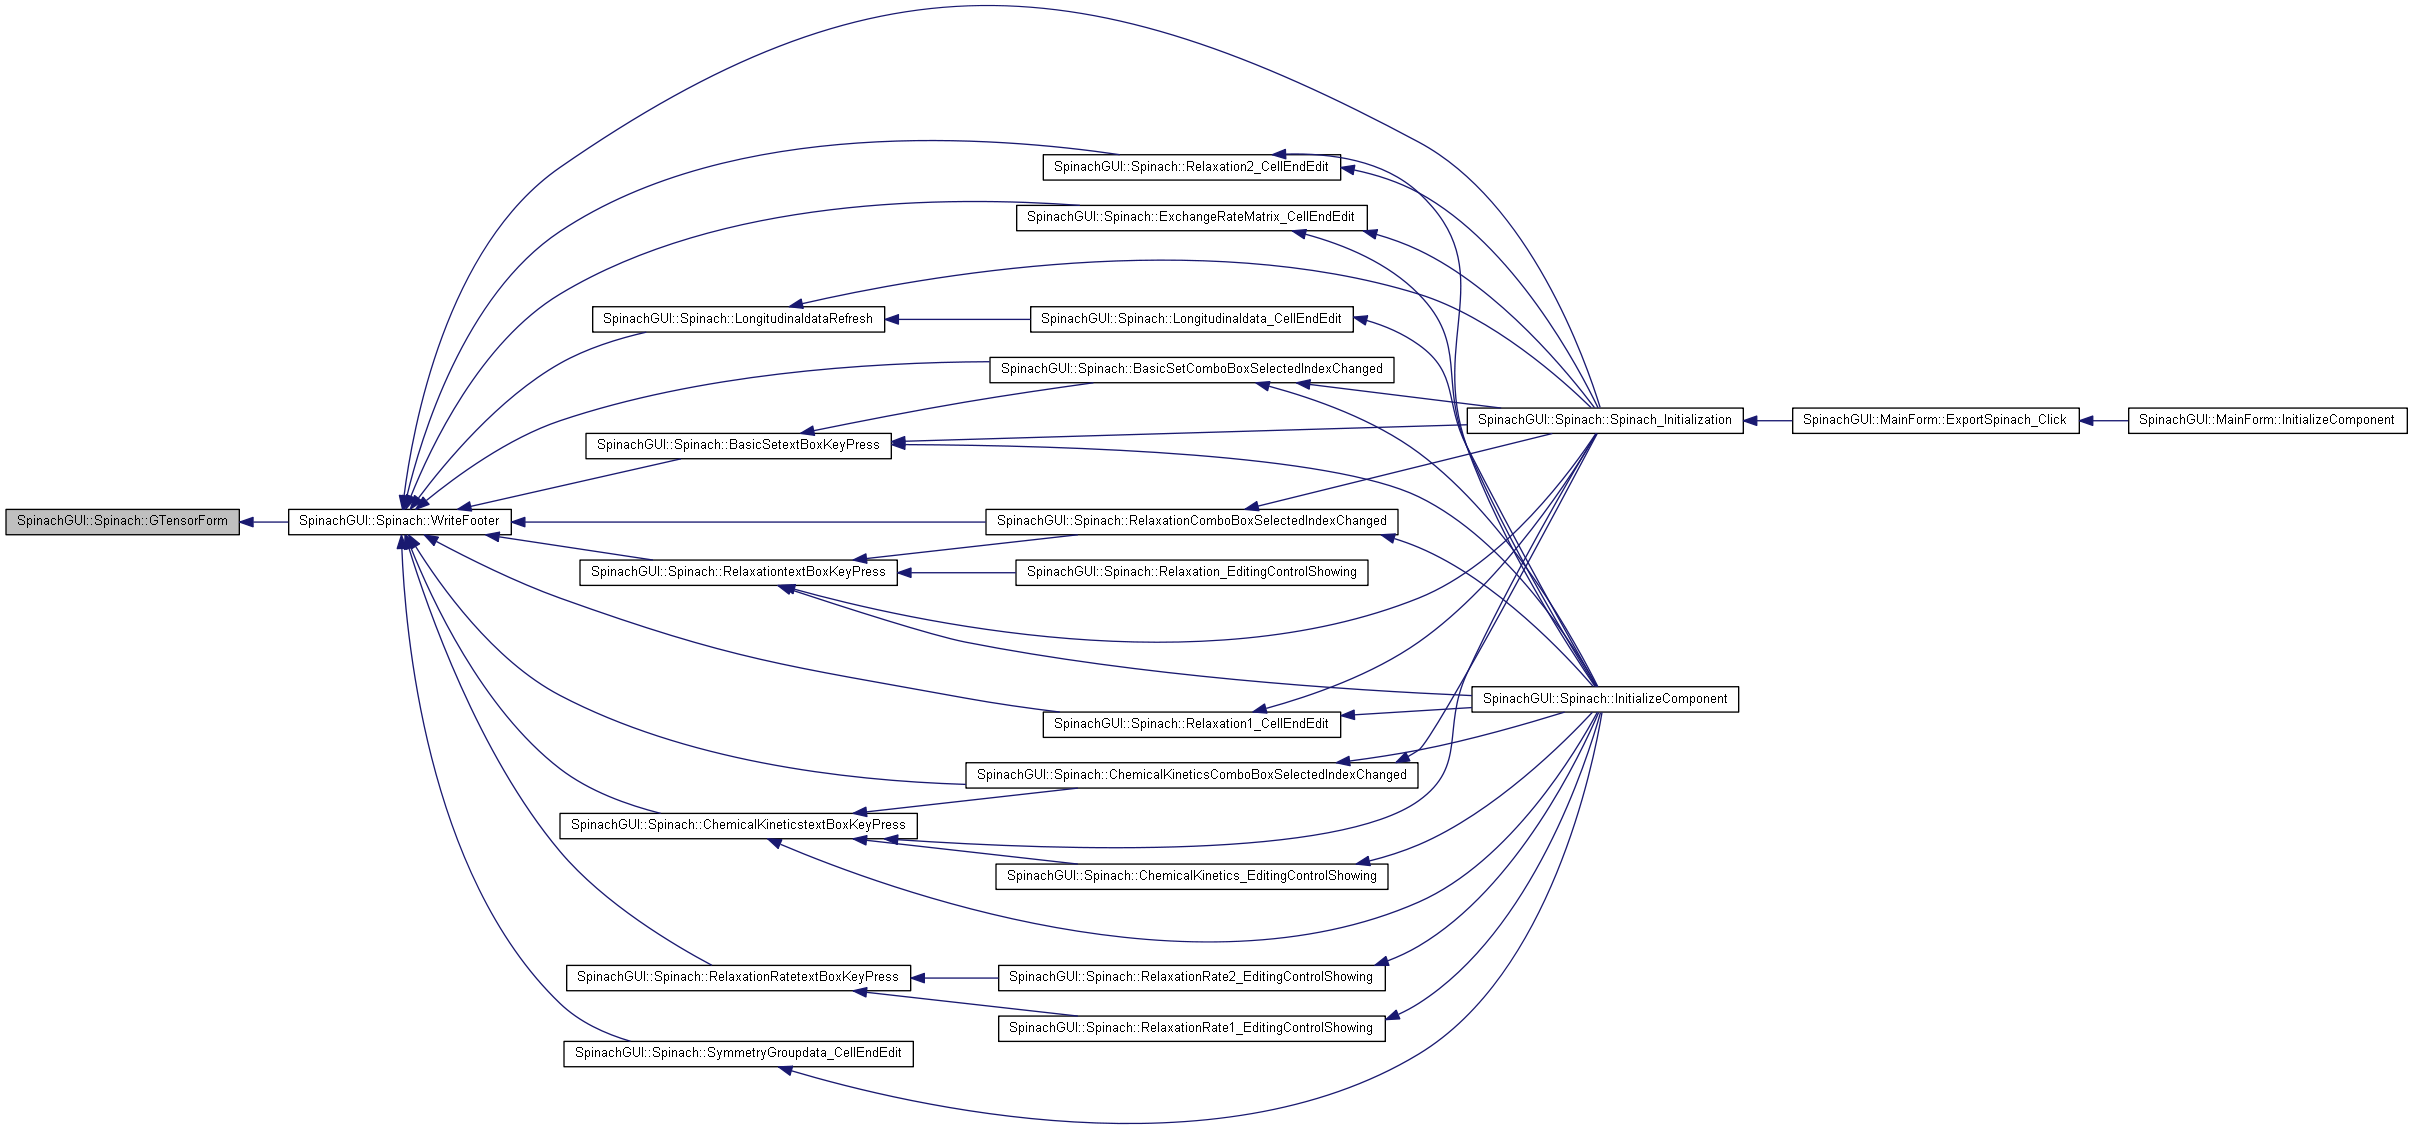 SpinachGUI::Spinach::Relaxation2_CellEndEdit
SpinachGUI::Spinach::ExchangeRateMatrix_CellEndEdit
SpinachGUI::Spinach::LongitudinaldataRefresh
SpinachGUI::Spinach::Longitudinaldata_CellEndEdit
SpinachGUI::Spinach::BasicSetComboBoxSelectedIndexChanged
SpinachGUI::Spinach::Spinach_Initialization
SpinachGUI::MainForm::ExportSpinach_Click
SpinachGUI::MainForm::InitializeComponent
SpinachGUI::Spinach::BasicSetextBoxKeyPress
SpinachGUI::Spinach::GTensorForm
SpinachGUI::Spinach::WriteFooter
SpinachGUI::Spinach::RelaxationComboBoxSelectedIndexChanged
SpinachGUI::Spinach::RelaxationtextBoxKeyPress
SpinachGUI::Spinach::Relaxation_EditingControlShowing
SpinachGUI::Spinach::InitializeComponent
SpinachGUI::Spinach::Relaxation1_CellEndEdit
SpinachGUI::Spinach::ChemicalKineticsComboBoxSelectedIndexChanged
SpinachGUI::Spinach::ChemicalKineticstextBoxKeyPress
SpinachGUI::Spinach::ChemicalKinetics_EditingControlShowing
SpinachGUI::Spinach::RelaxationRatetextBoxKeyPress
SpinachGUI::Spinach::RelaxationRate2_EditingControlShowing
SpinachGUI::Spinach::RelaxationRate1_EditingControlShowing
SpinachGUI::Spinach::SymmetryGroupdata_CellEndEdit